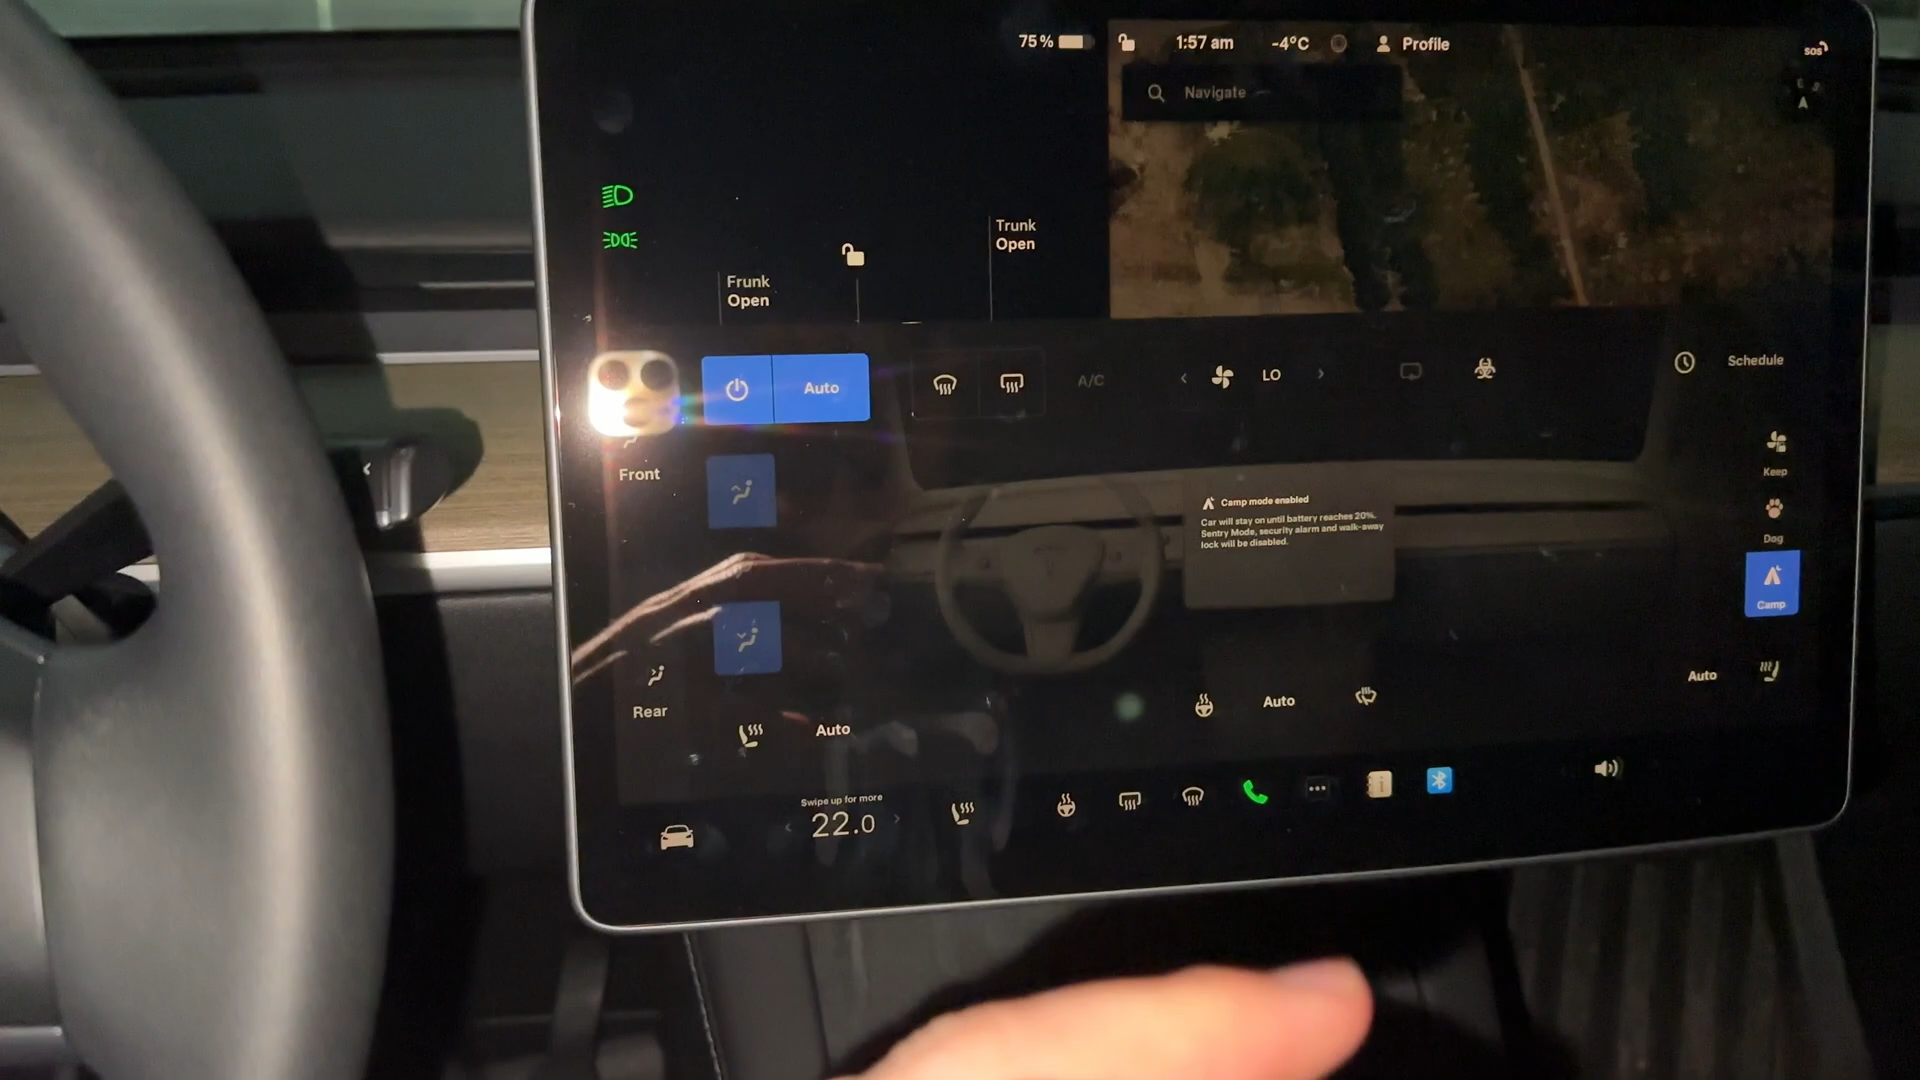 75 %
1:57 am
-4°C
Profile
SOS
Navigate
Trunk
Open
Frunk
Open
Auto
A/C
LO
Schedule
Front
Keep
Camp mode enabled
Car will stay on until battery reaches 20%.
Sentry Mode, security alarm and walk-away
lock will be disabled.
Dog
Camp
Rear
Auto
Auto
Auto
Swipe up for more
22.0